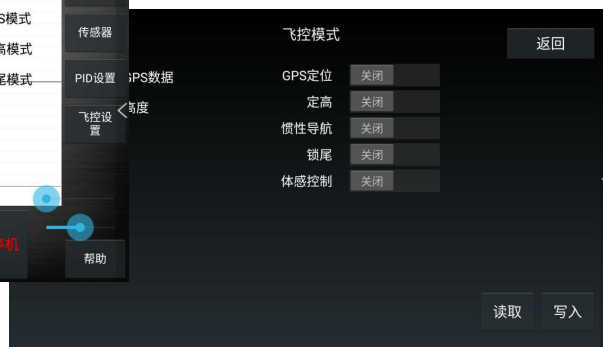 S模式
高模式
尾模式
传感器
PID设置
飞控设
置
帮助
停机
GPS数据
高度
飞控模式
返回
GPS定位 关闭
定高 关闭
惯性导航 关闭
锁尾 关闭
体感控制 关闭
读取 写入